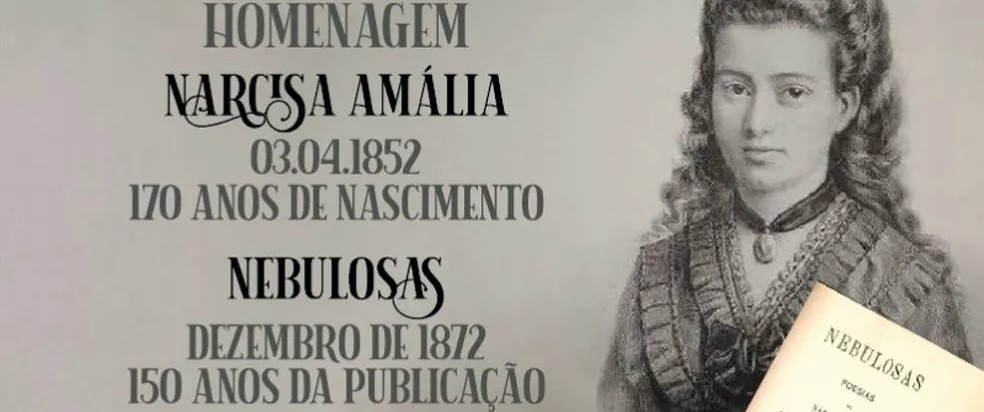 HOMENAGEM
NARCISA AMÁLIA
03.04.1852
170 ANOS DE NASCIMENTO
NEBULOSAS
DEZEMBRO DE 1872
150 ANOS DA PUBLICAÇÃO
NEBULOSAS
POESIAS